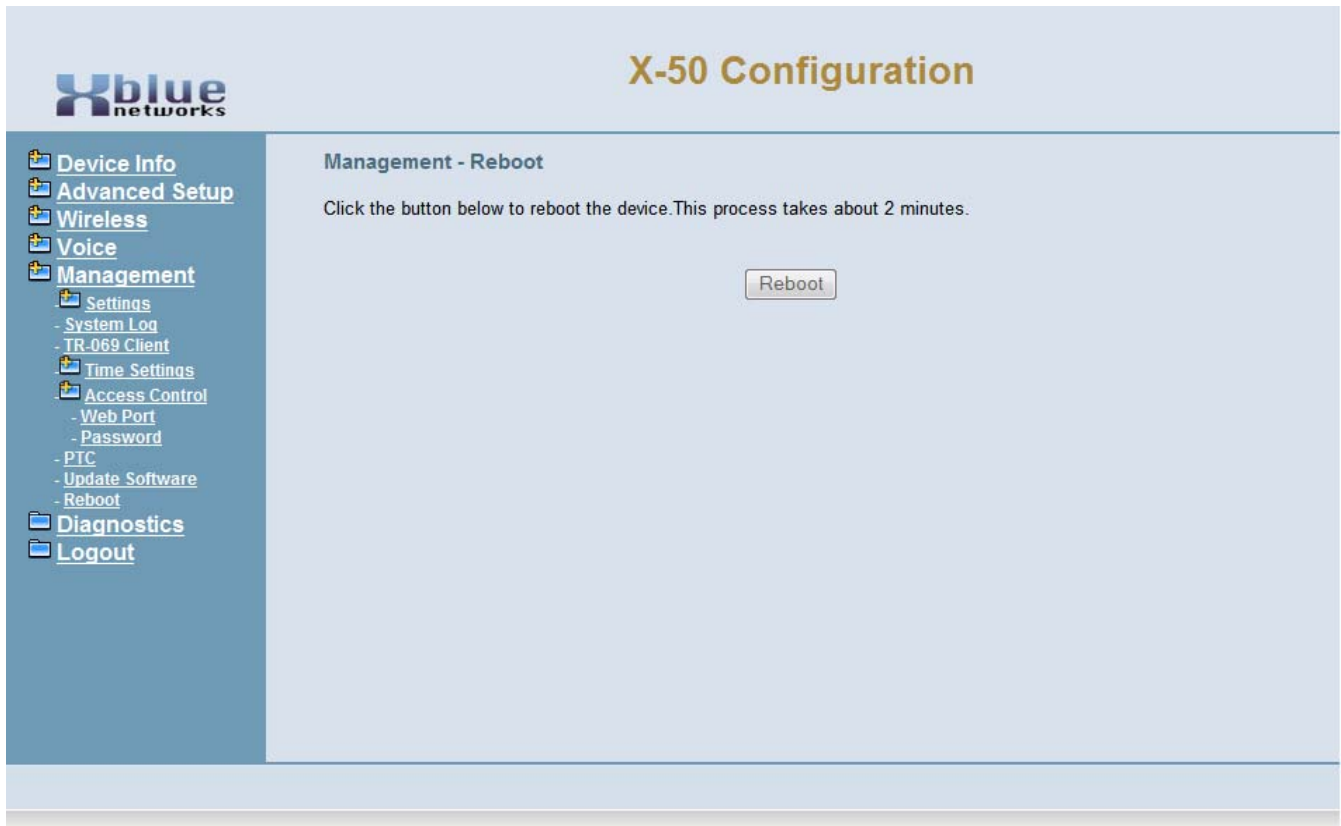 Xblue
networks
X-50 Configuration
Device Info
Advanced Setup
Wireless
Voice
Management
- Settings
- System Log
- TR-069 Client
- Time Settings
- Access Control
- Web Port
- Password
- PTC
- Update Software
- Reboot
Diagnostics
Logout
Management - Reboot
Click the button below to reboot the device.This process takes about 2 minutes.
Reboot